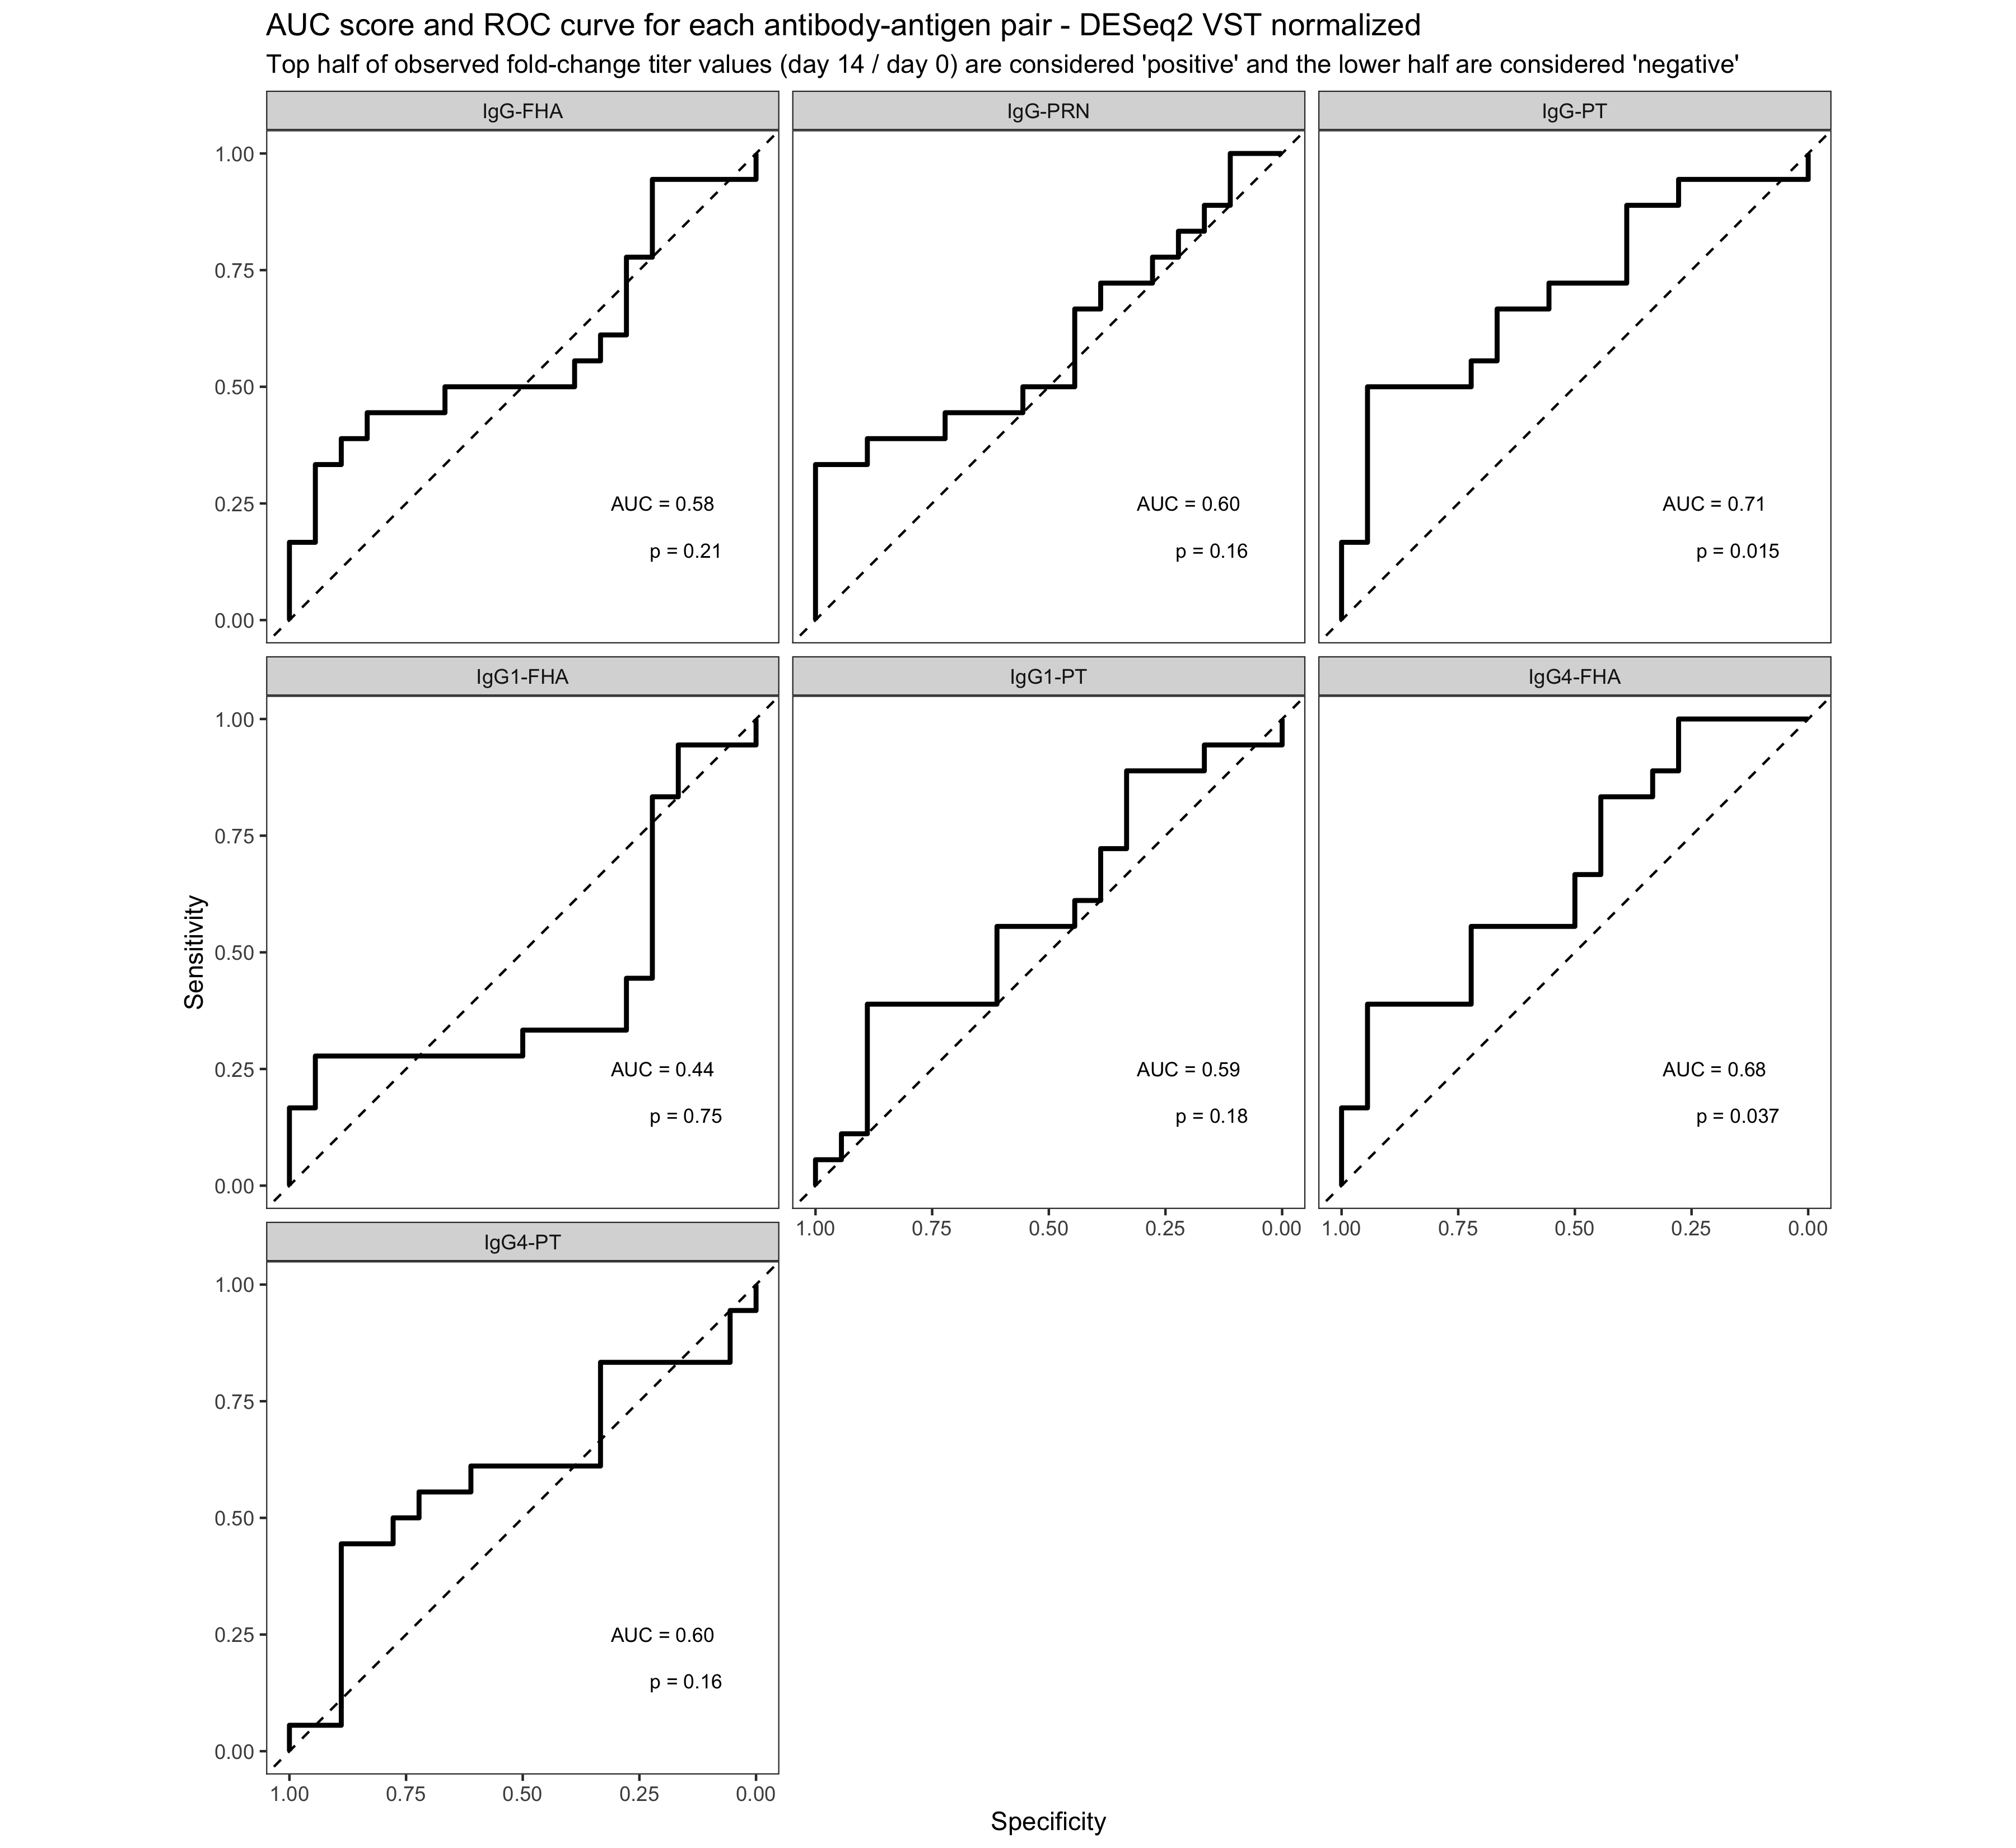 AUC score and ROC curve for each antibody-antigen pair - DESeq2 VST normalized
Top half of observed fold-change titer values (day 14 / day 0) are considered 'positive' and the lower half are considered 'negative'
IgG-FHA
IgG-PRN
IgG-PT
1.00
0.75
0.50
0.25
0.00
AUC = 0.58
p = 0.21
AUC = 0.60
p = 0.16
AUC = 0.71
p = 0.015
IgG1-FHA
IgG1-PT
IgG4-FHA
1.00
0.75
0.50
0.25
0.00
AUC = 0.44
p = 0.75
AUC = 0.59
p = 0.18
AUC = 0.68
p = 0.037
1.00 0.75 0.50 0.25 0.00
1.00 0.75 0.50 0.25 0.00
Sensitivity
IgG4-PT
1.00
0.75
0.50
0.25
0.00
AUC = 0.60
p = 0.16
1.00 0.75 0.50 0.25 0.00
Specificity